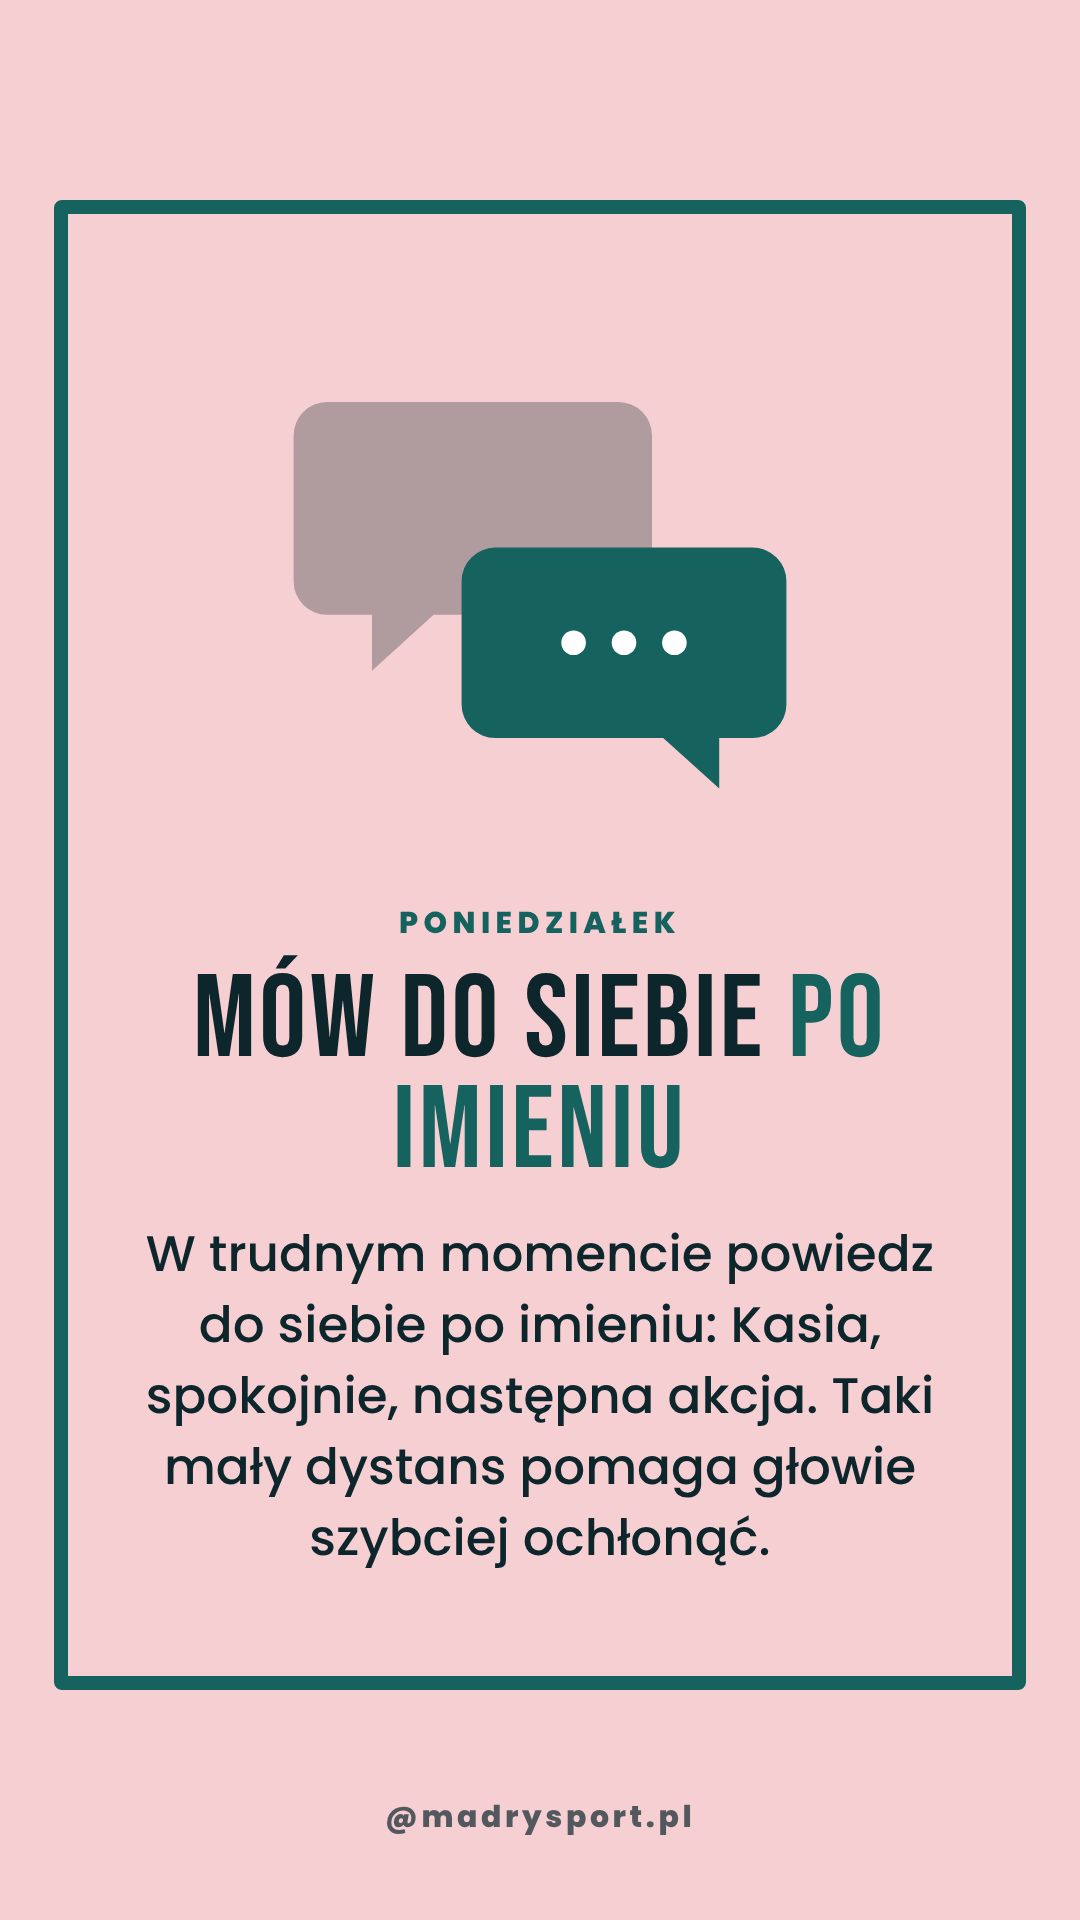 PONIEDZIAŁEK
MÓW DO SIEBIE PO
IMIENIU
W trudnym momencie powiedz
do siebie po imieniu: Kasia,
spokojnie, następna akcja. Taki
mały dystans pomaga głowie
szybciej ochłonąć.
@madrysport.pl